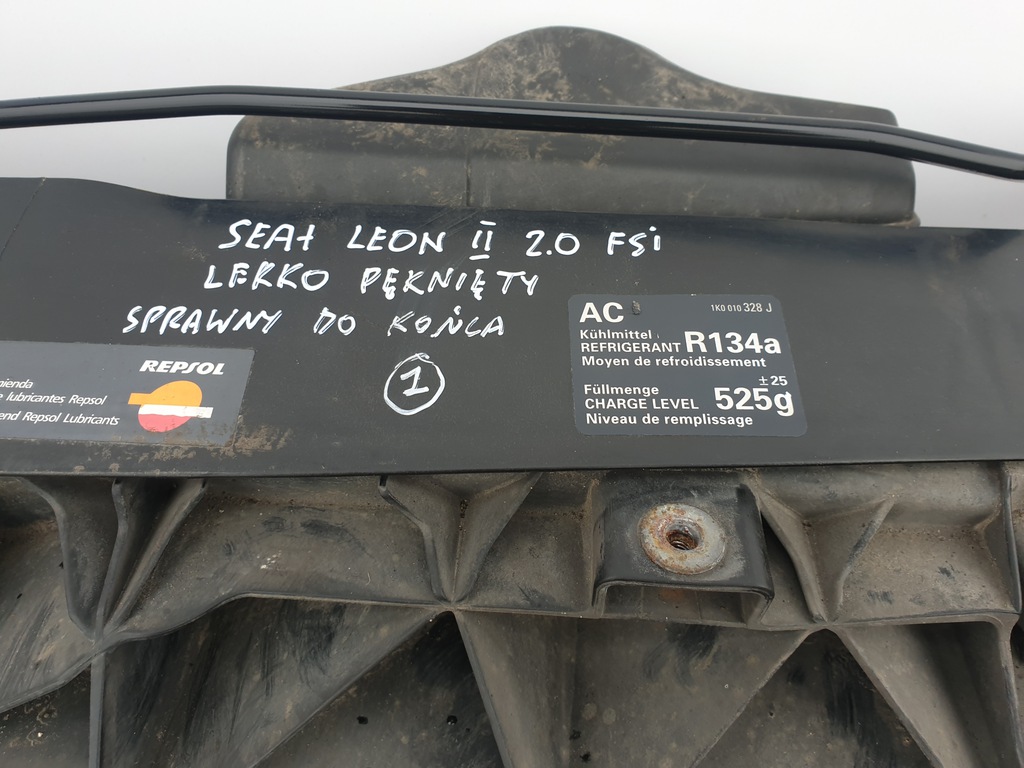 SEAt LEON II 2.0 FSi
LEKKO PĘKNIĘTY
SPRAWNY DO KOŃCA
1
REPSOL
e lubricantes Repsol
end Repsol Lubricants
AC 1K0 010 328 J
Kühlmittel
REFRIGERANT R134a
Moyen de refroidissement
Füllmenge ±25
CHARGE LEVEL 525g
Niveau de remplissage